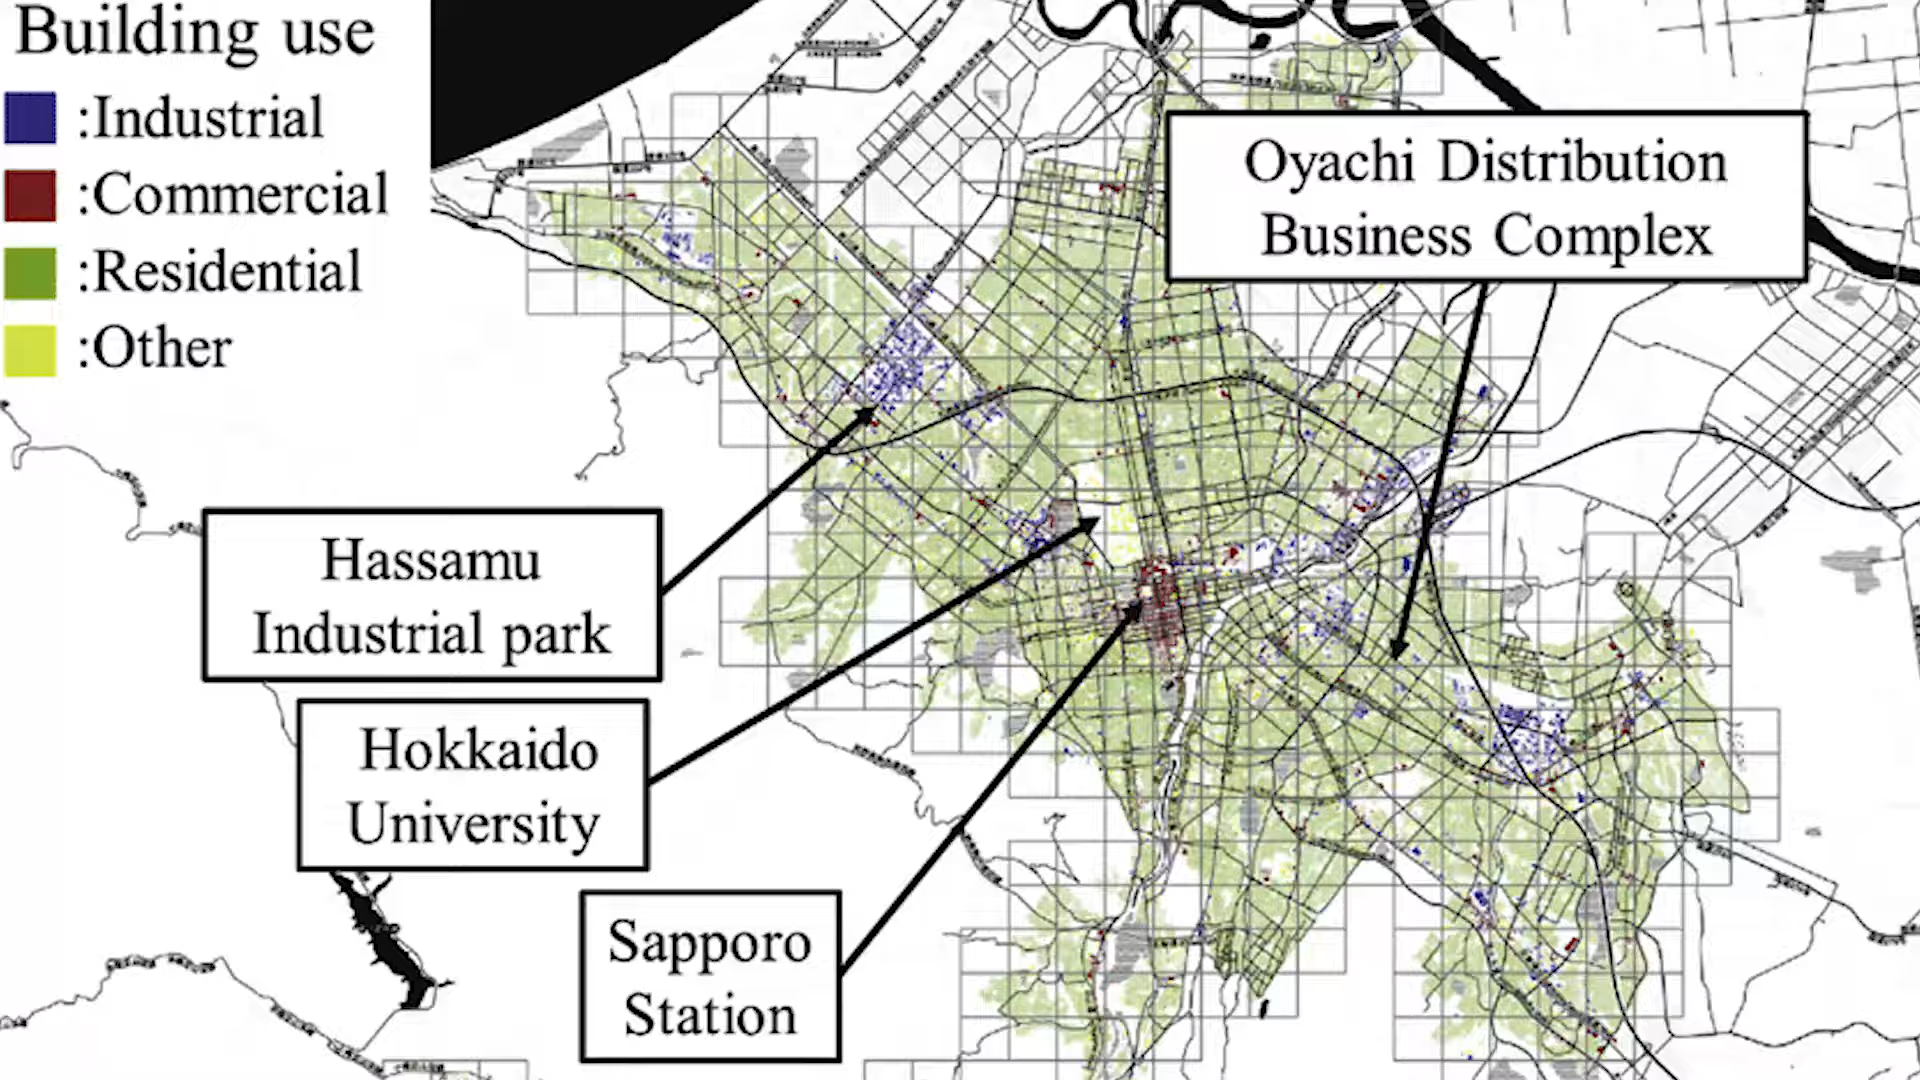 Building use
:Industrial
:Commercial
:Residential
:Other
Oyachi Distribution
Business Complex
Hassamu
Industrial park
Hokkaido
University
Sapporo
Station